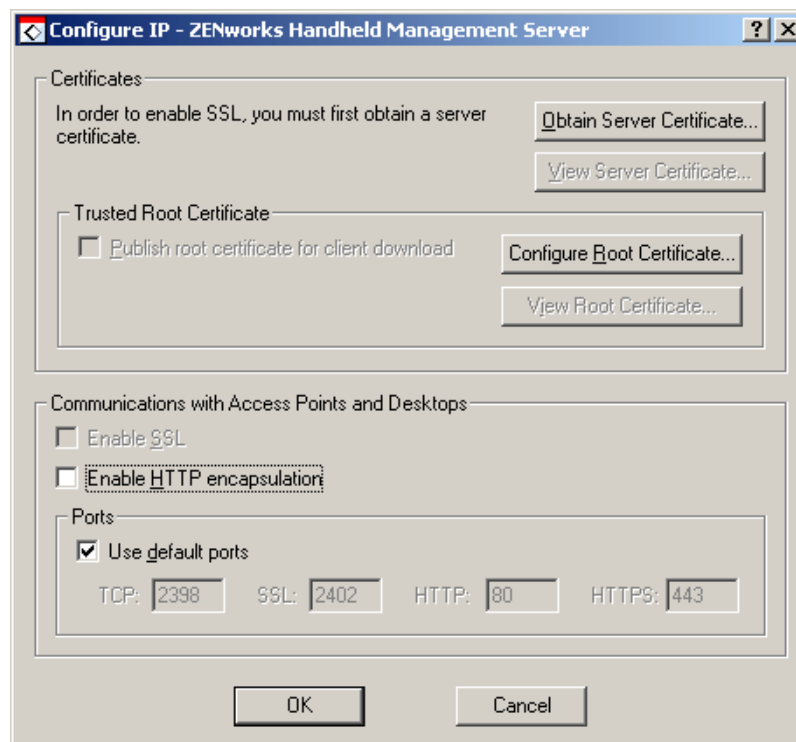 Configure IP - ZENworks Handheld Management Server
Certificates
In order to enable SSL, you must first obtain a server
certificate.
Obtain Server Certificate...
View Server Certificate...
Trusted Root Certificate
Publish root certificate for client download
Configure Root Certificate...
View Root Certificate...
Communications with Access Points and Desktops
Enable SSL
Enable HTTP encapsulation
Ports
Use default ports
TCP: 2398 SSL: 2402 HTTP: 80 HTTPS: 443
OK Cancel